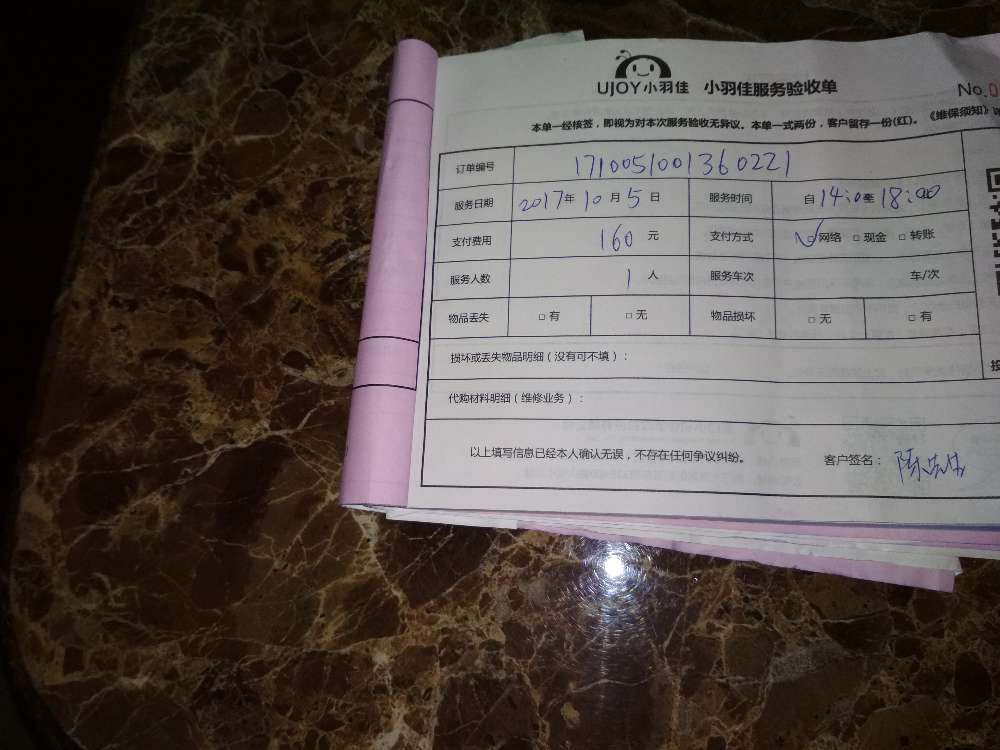 UJOY小羽佳 小羽佳服务验收单
No.0
本单一经核签，即视为对本次服务验收无异议。本单一式两份，客户留存一份(红)。《维保须知》
订单编号 1710051001360221
服务日期 2017年10月5日 服务时间 自14:0至18:00
支付费用 160元 支付方式 ☑网络 □现金 □转账
服务人数 1人 服务车次 车/次
物品丢失 □有 □无 物品损坏 □无 □有
损坏或丢失物品明细（没有可不填）：
代购材料明细（维修业务）：
以上填写信息已经本人确认无误，不存在任何争议纠纷。 客户签名：陈先生